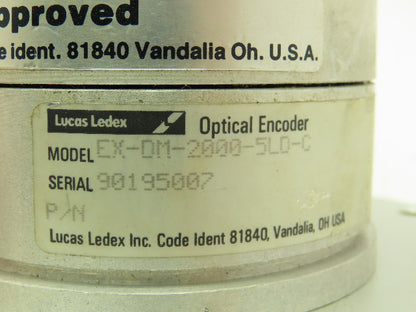 pproved
e ident. 81840 Vandalia Oh. U.S.A.
Lucas Ledex Optical Encoder
MODEL EX-DM-2000-5LD-C
SERIAL 90195007
P/N
Lucas Ledex Inc. Code Ident 81840, Vandalia, OH USA